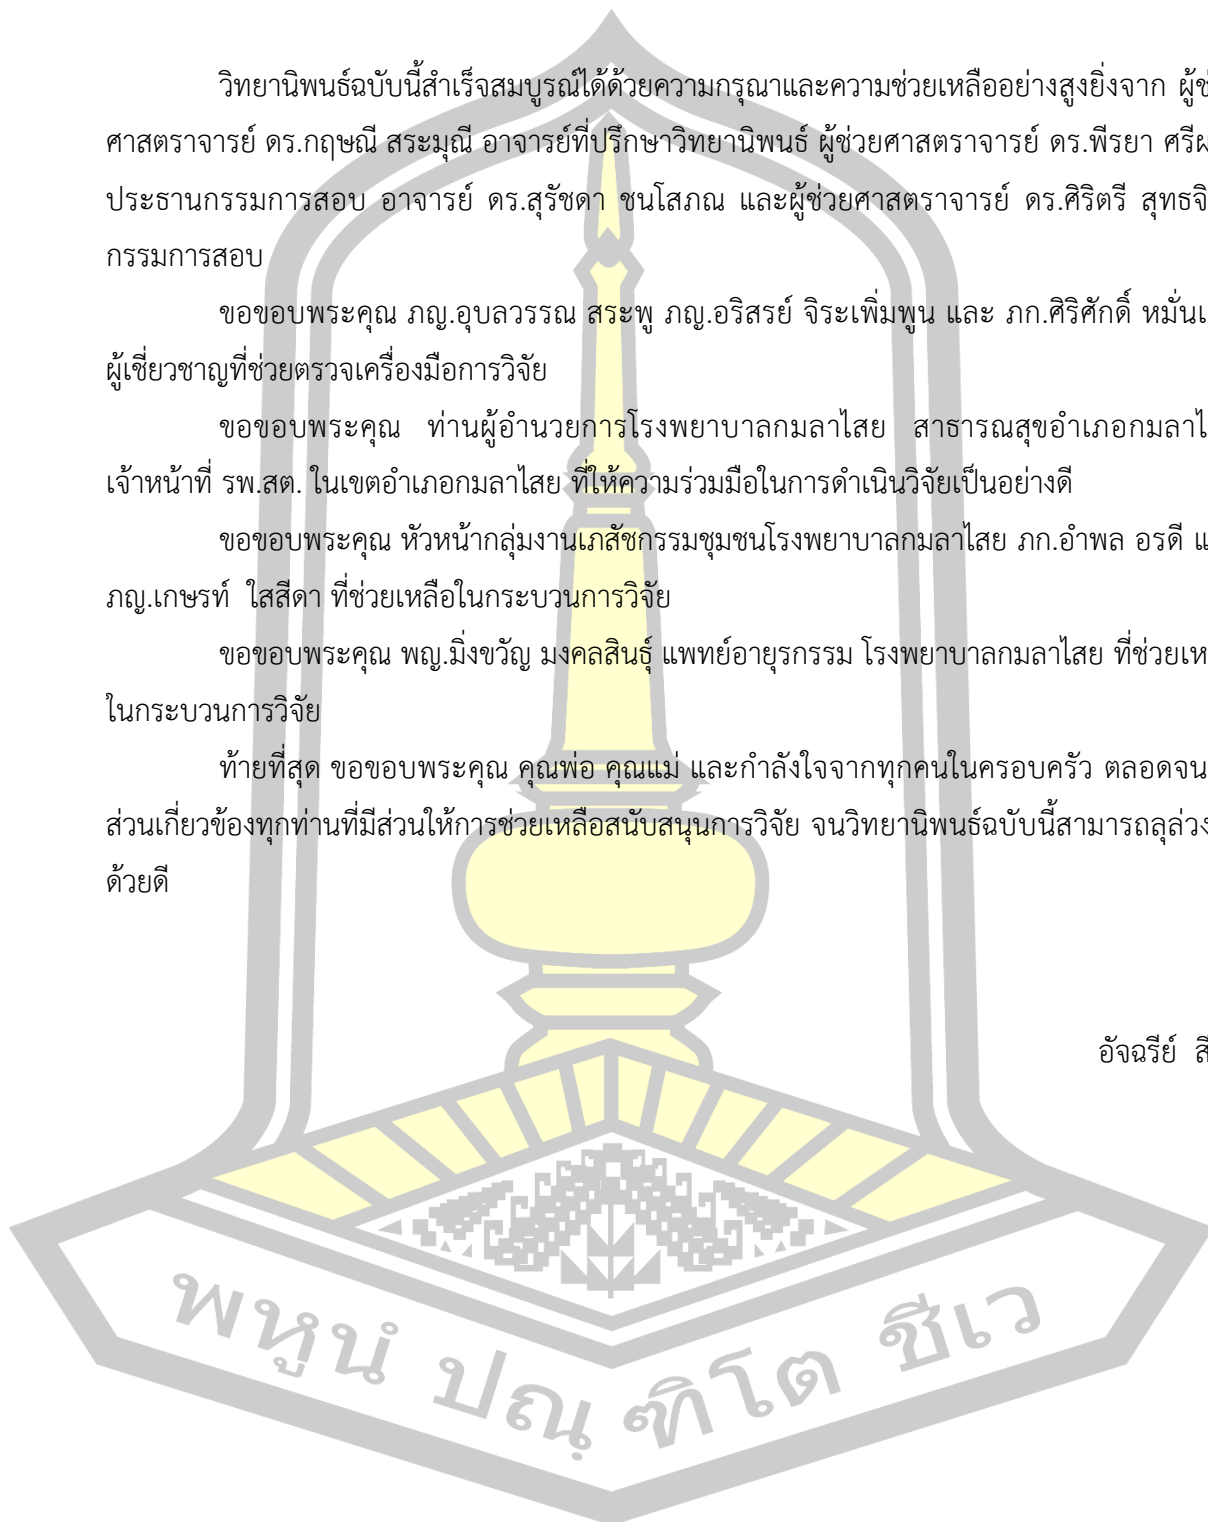 วิทยานิพนธ์ฉบับนี้สำเร็จสมบูรณ์ได้ด้วยความกรุณาและความช่วยเหลืออย่างสูงยิ่งจาก
ศาสตราจารย์ ดร.กฤษณี สระมุณี อาจารย์ที่ปรึกษาวิทยานิพนธ์ ผู้ช่วยศาสตราจารย์ ดร.พีรยา
ประธานกรรมการสอบ อาจารย์ ดร.สุรัชดา ชนโสภณ และผู้ช่วยศาสตราจารย์ ดร.ศิริตรี
กรรมการสอบ
ขอขอบพระคุณ ภญ.อุบลวรรณ สระพู ภญ.อริสรย์ จิระเพิ่มพูน และ ภก.ศิริศักดิ์
ผู้เชี่ยวชาญที่ช่วยตรวจเครื่องมือการวิจัย
ขอขอบพระคุณ ท่านผู้อำนวยการโรงพยาบาลกมลาไสย
เจ้าหน้าที่ รพ.สต. ในเขตอำเภอกมลาไสย ที่ให้ความร่วมมือในการดำเนินวิจัยเป็นอย่างดี
ขอขอบพระคุณ หัวหน้ากลุ่มงานเภสัชกรรมชุมชนโรงพยาบาลกมลาไสย ภก.อำพล อรดี
ภญ.เกษรท์ ใสสีดา ที่ช่วยเหลือในกระบวนการวิจัย
ขอขอบพระคุณ พญ.มิ่งขวัญ มงคลสินธุ์ แพทย์อายุรกรรม โรงพยาบาลกมลาไสย
ในกระบวนการวิจัย
ท้ายที่สุด ขอขอบพระคุณ คุณพ่อ คุณแม่ และกำลังใจจากทุกคนในครอบครัว ตลอดจน
ส่วนเกี่ยวข้องทุกท่านที่มีส่วนให้การช่วยเหลือสนับสนุนการวิจัย จนวิทยานิพนธ์ฉบับนี้สามารถลุล่วง
ด้วยดี
อัจฉรีย์
พหูนํ ปณฺฑิโต ชีเว